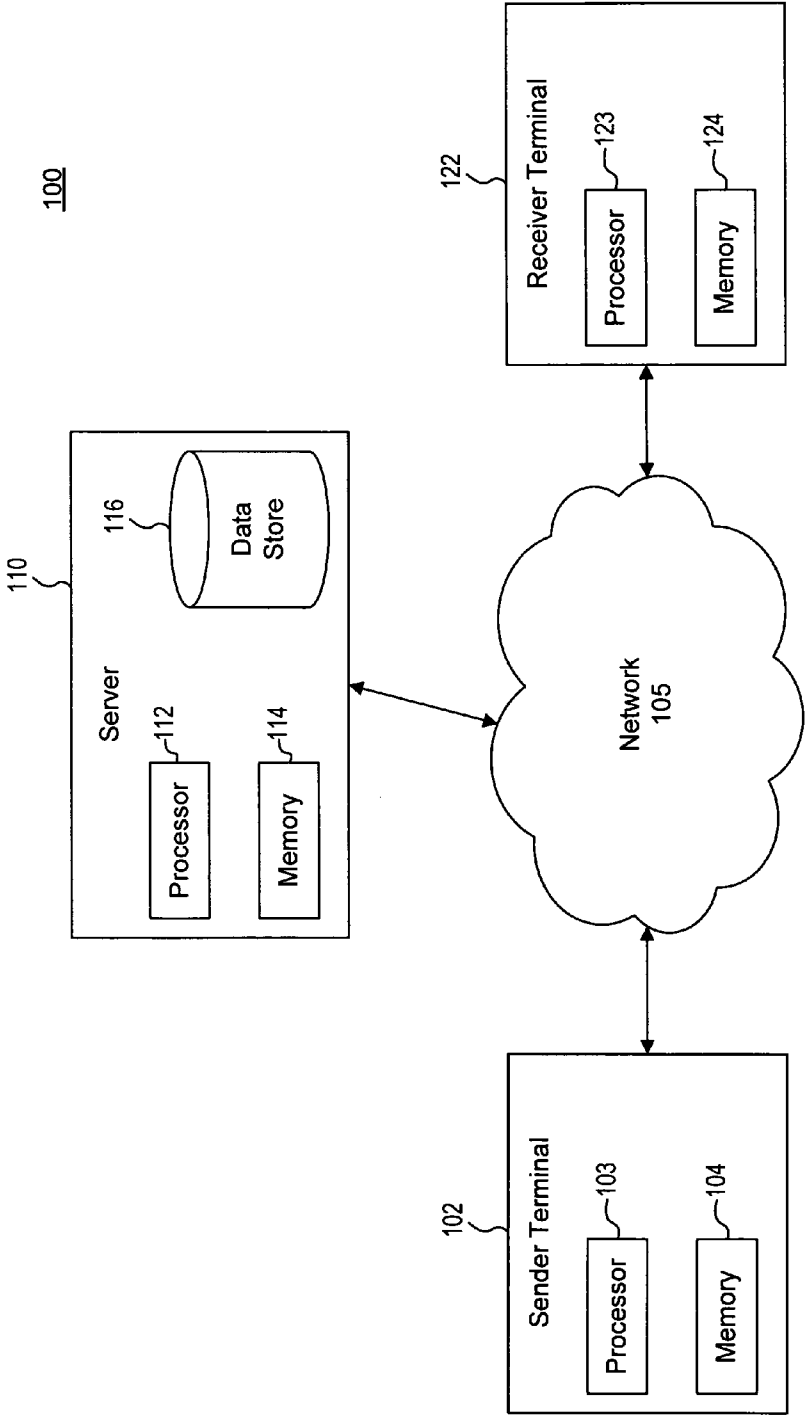 100
110
Server
Processor
112
Memory
114
116
Data
Store
102
Sender Terminal
Processor
103
Memory
104
Network
105
122
Receiver Terminal
Processor
123
Memory
124